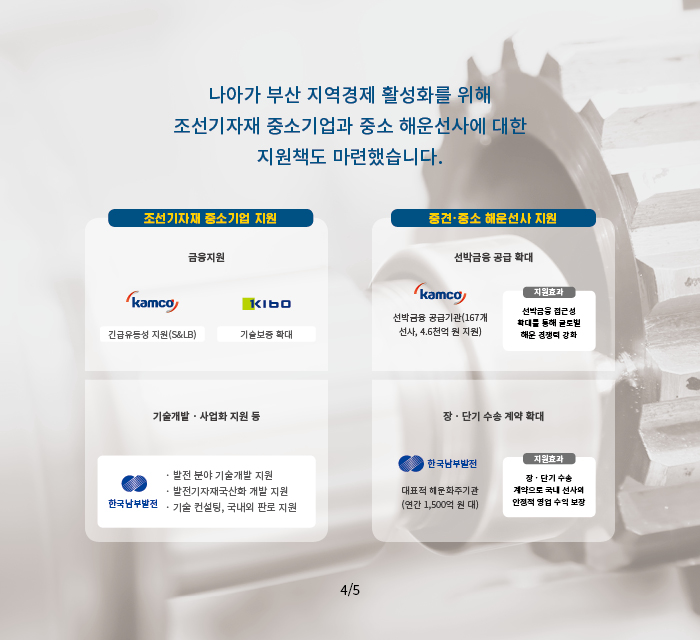 나아가 부산 지역경제 활성화를 위해
조선기자재 중소기업과 중소 해운선사에 대한
지원책도 마련했습니다.
조선기자재 중소기업 지원
금융지원
kamco
KIBO
긴급유동성 지원(S&LB)
기술보증 확대
기술개발 · 사업화 지원 등
한국남부발전
· 발전 분야 기술개발 지원
· 발전기자재국산화 개발 지원
· 기술 컨설팅, 국내외 판로 지원
중견·중소 해운선사 지원
선박금융 공급 확대
kamco
선박금융 공급기관(167개
선사, 4.6천억 원 지원)
지원효과
선박금융 접근성
확대를 통해 글로벌
해운 경쟁력 강화
장 · 단기 수송 계약 확대
한국남부발전
대표적 해운화주기관
(연간 1,500억 원 대)
지원효과
장 · 단기 수송
계약으로 국내 선사의
안정적 영업 수익 보장
4/5